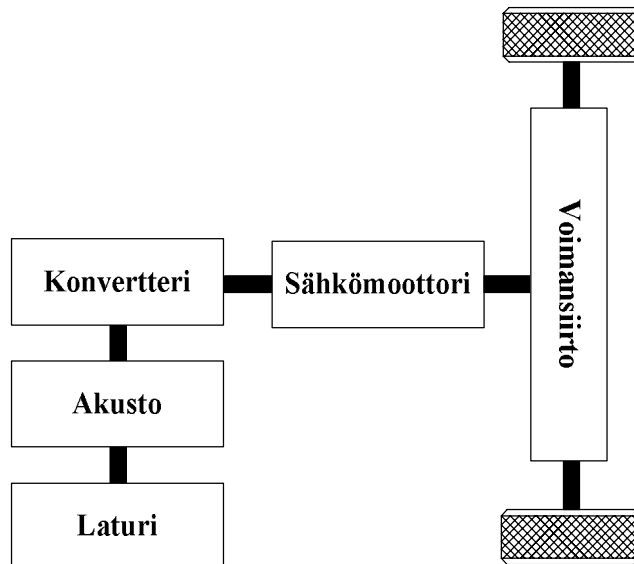 Konvertteri
Sähkömoottori
Voimansiirto
Akusto
Laturi